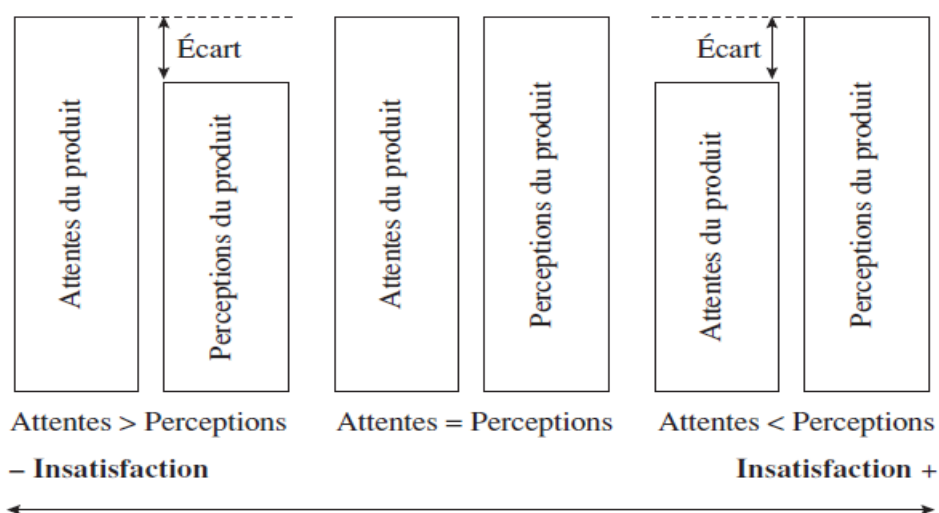 Écart
Écart
Attentes du produit
Perceptions du produit
Attentes du produit
Perceptions du produit
Attentes du produit
Perceptions du produit
Attentes > Perceptions
Attentes = Perceptions
Attentes < Perceptions
– Insatisfaction
Insatisfaction +